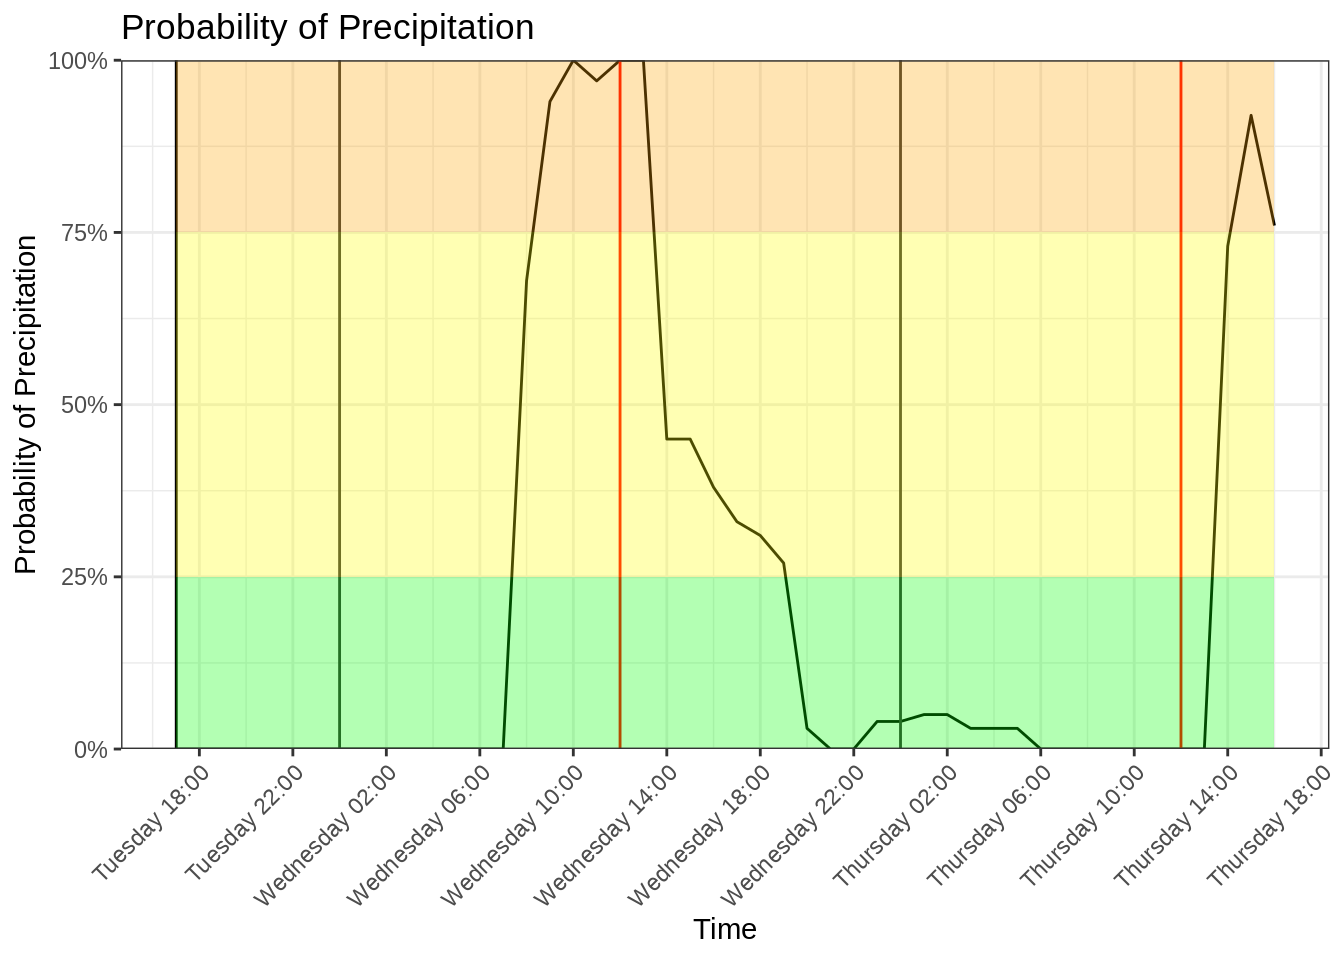 Probability of Precipitation
Probability of Precipitation
100%
75%
50%
25%
0%
Tuesday 18:00
Tuesday 22:00
Wednesday 02:00
Wednesday 06:00
Wednesday 10:00
Wednesday 14:00
Wednesday 18:00
Wednesday 22:00
Thursday 02:00
Thursday 06:00
Thursday 10:00
Thursday 14:00
Thursday 18:00
Time